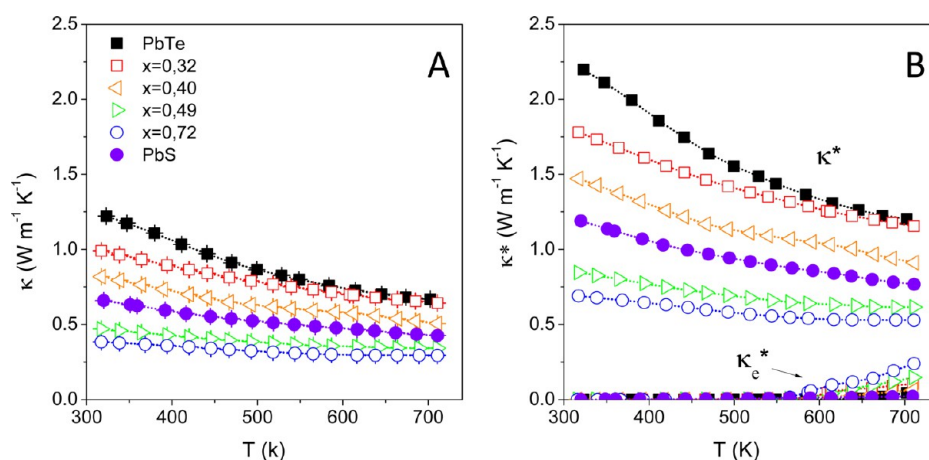 A
PbTe
x=0,32
x=0,40
x=0,49
x=0,72
PbS
κ (W m⁻¹ K⁻¹)
2.5
2.0
1.5
1.0
0.5
0.0
300 400 500 600 700
T (k)
B
κ*
κₑ*
κ* (W m⁻¹ K⁻¹)
2.5
2.0
1.5
1.0
0.5
0.0
300 400 500 600 700
T (K)